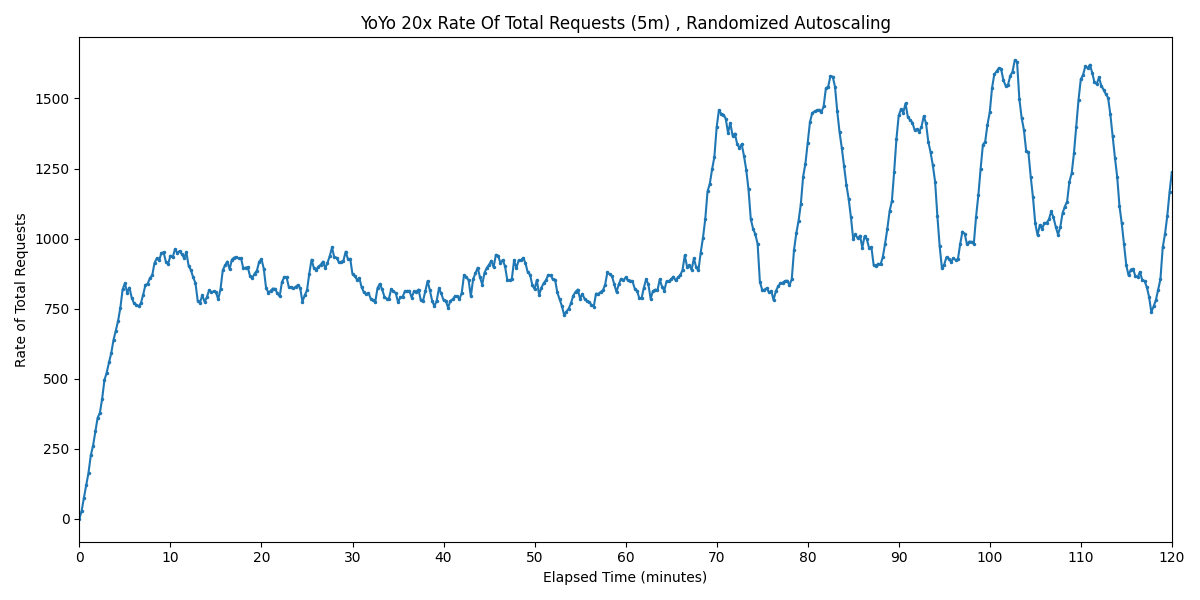 YoYo 20x Rate Of Total Requests (5m) , Randomized Autoscaling
1500
1250
1000
750
500
250
0
Rate of Total Requests
0 10 20 30 40 50 60 70 80 90 100 110 120
Elapsed Time (minutes)